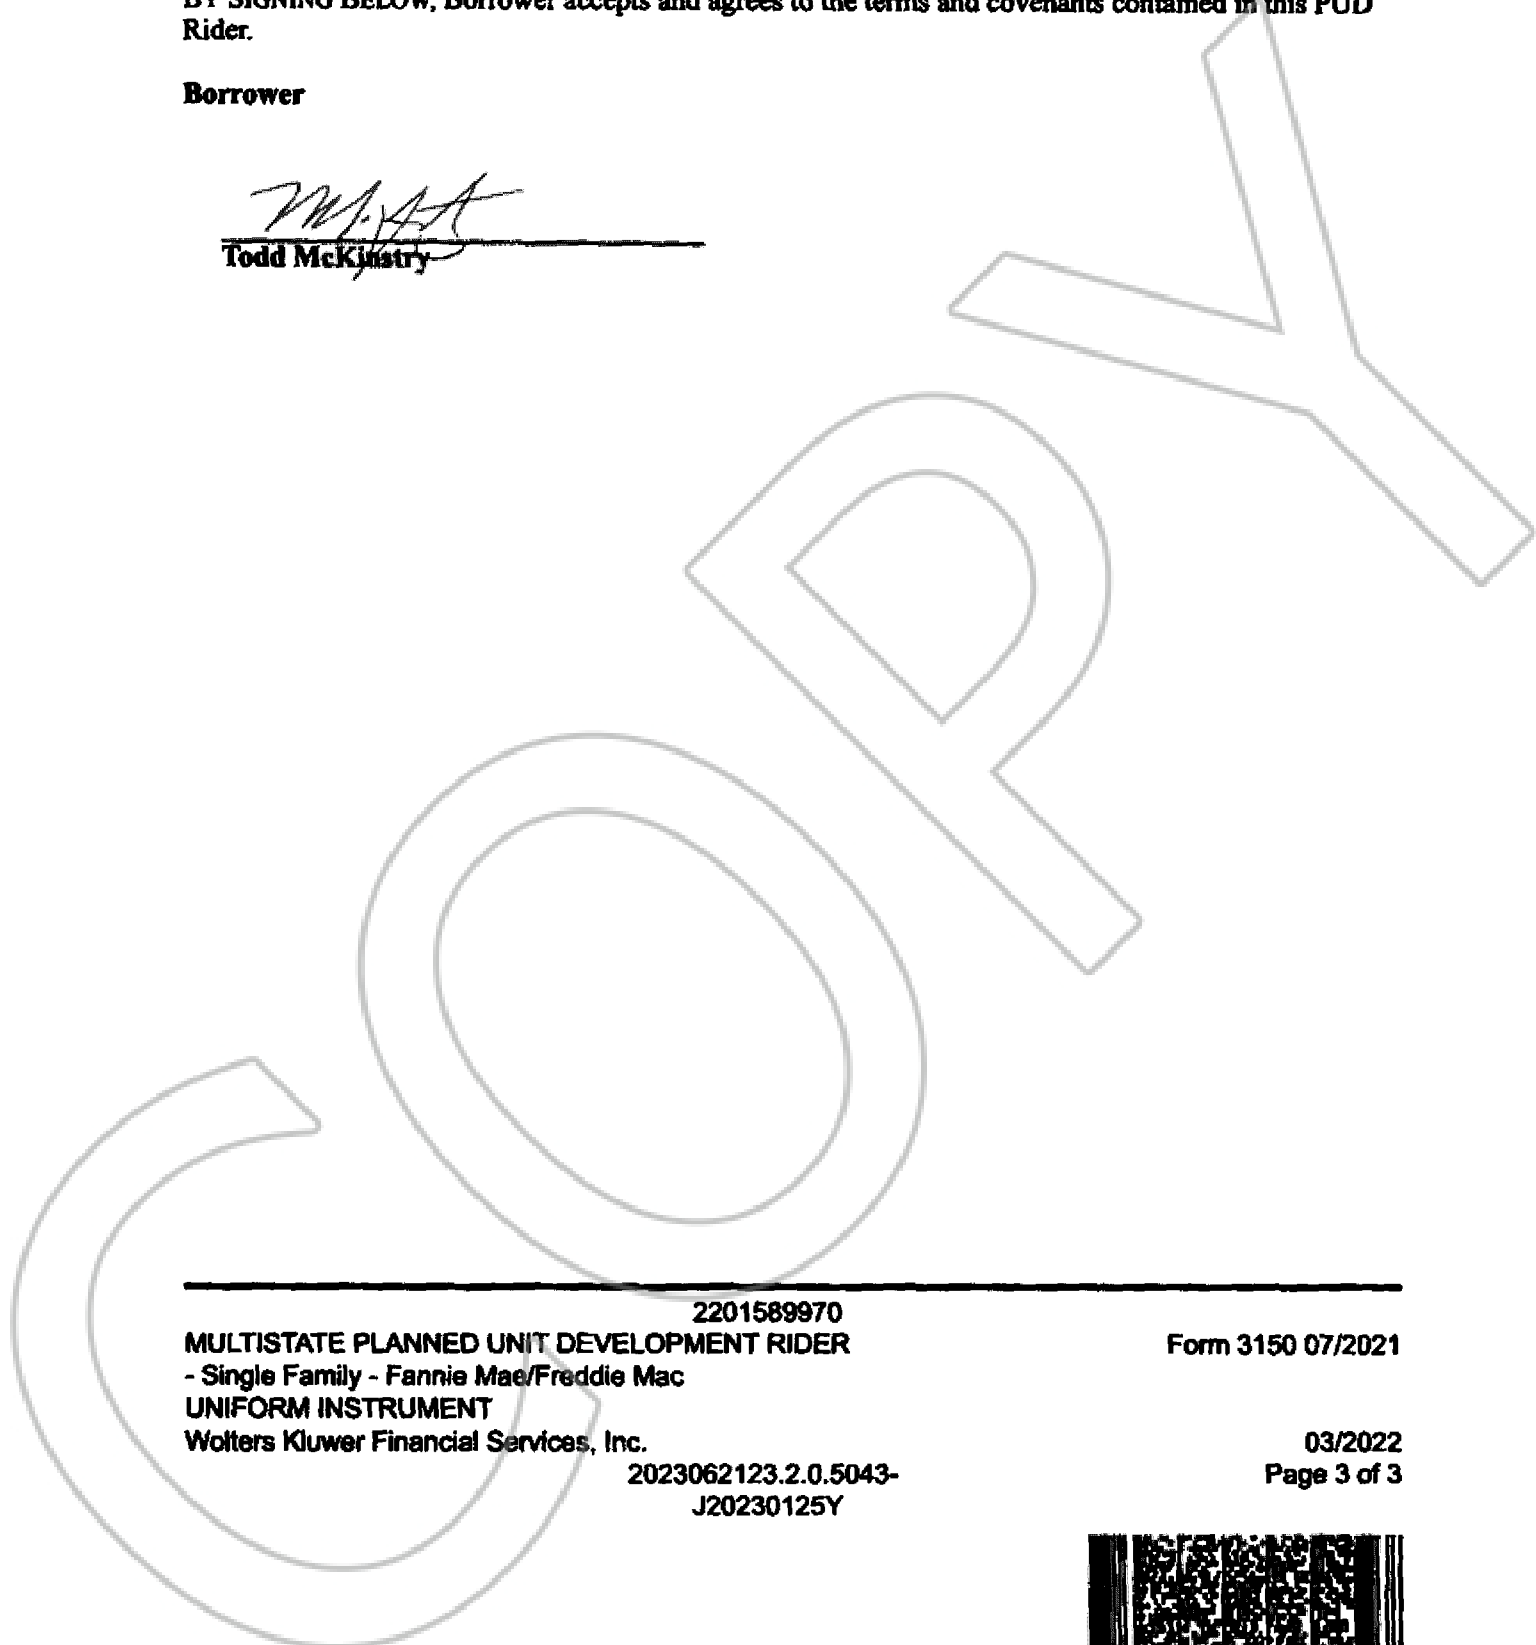 BY SIGNING BELOW, Borrower accepts and agrees to the terms and covenants contained in this PUD
Rider.
Borrower
Todd McKinstry
COPY
2201589970
MULTISTATE PLANNED UNIT DEVELOPMENT RIDER Form 3150 07/2021
- Single Family - Fannie Mae/Freddie Mac
UNIFORM INSTRUMENT
Wolters Kluwer Financial Services, Inc. 03/2022
2023062123.2.0.5043- Page 3 of 3
J20230125Y